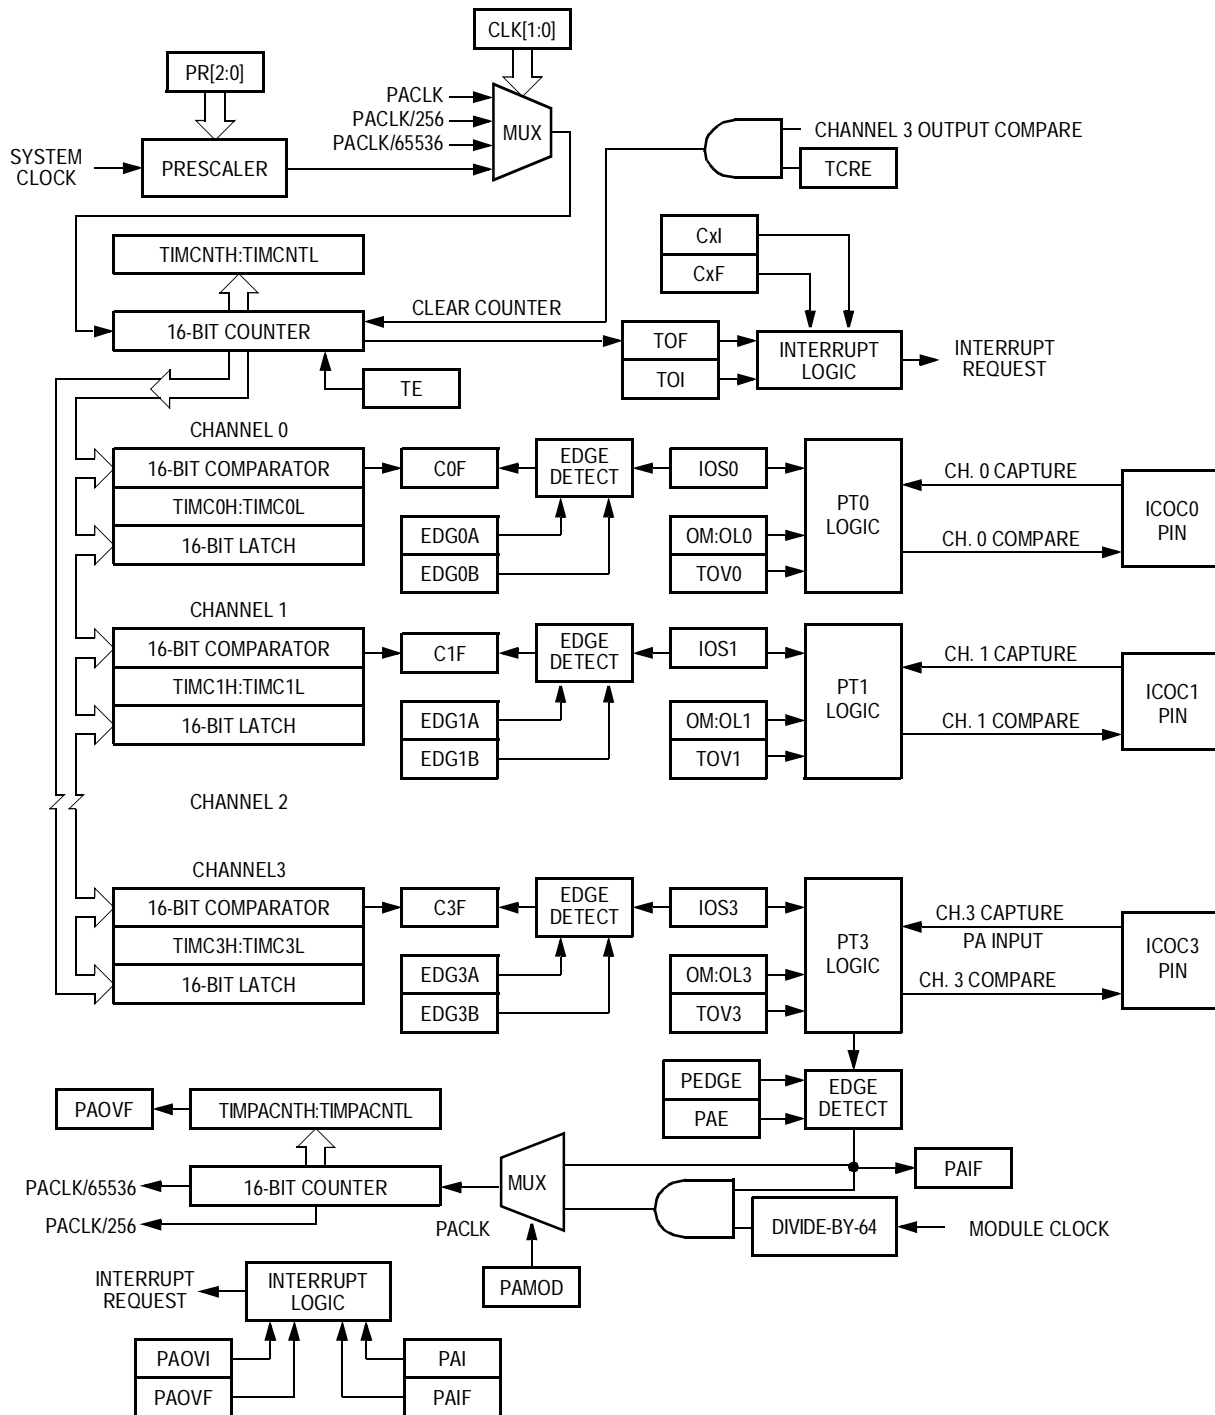 CLK[1:0]
PR[2:0]
PACLK
PACLK/256
PACLK/65536
MUX
SYSTEM
CLOCK
PRESCALER
CHANNEL 3 OUTPUT COMPARE
TCRE
TIMCNTH:TIMCNTL
CxI
CxF
CLEAR COUNTER
16-BIT COUNTER
TOF
TOI
INTERRUPT
LOGIC
INTERRUPT
REQUEST
TE
CHANNEL 0
16-BIT COMPARATOR
TIMC0H:TIMC0L
16-BIT LATCH
C0F
EDGE
DETECT
IOS0
EDG0A
EDG0B
OM:OL0
TOV0
PT0
LOGIC
CH. 0 CAPTURE
CH. 0 COMPARE
ICOC0
PIN
CHANNEL 1
16-BIT COMPARATOR
TIMC1H:TIMC1L
16-BIT LATCH
C1F
EDGE
DETECT
IOS1
EDG1A
EDG1B
OM:OL1
TOV1
PT1
LOGIC
CH. 1 CAPTURE
CH. 1 COMPARE
ICOC1
PIN
CHANNEL 2
CHANNEL3
16-BIT COMPARATOR
TIMC3H:TIMC3L
16-BIT LATCH
C3F
EDGE
DETECT
IOS3
EDG3A
EDG3B
OM:OL3
TOV3
PT3
LOGIC
CH.3 CAPTURE
PA INPUT
CH. 3 COMPARE
ICOC3
PIN
PEDGE
PAE
EDGE
DETECT
PAOVF
TIMPACNTH:TIMPACNTL
PACLK/65536
16-BIT COUNTER
PACLK/256
PACLK
MUX
PAIF
DIVIDE-BY-64
MODULE CLOCK
PAMOD
INTERRUPT
REQUEST
INTERRUPT
LOGIC
PAOVI
PAOVF
PAI
PAIF